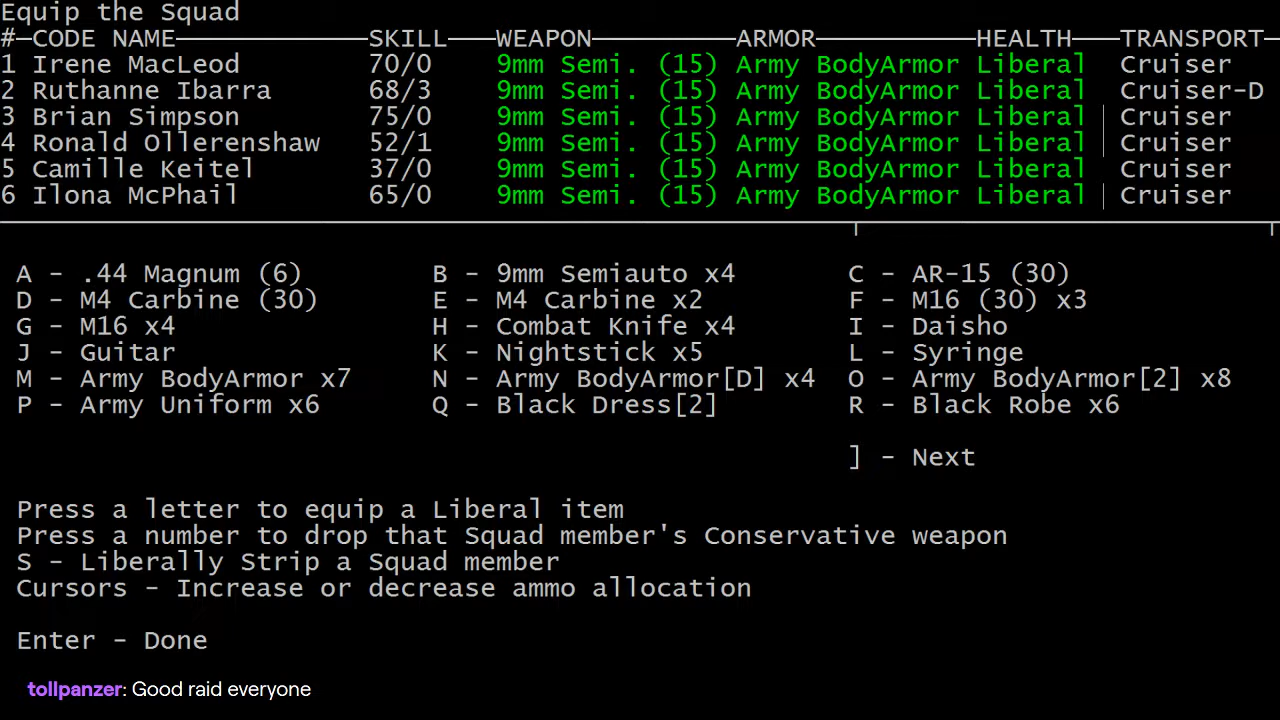 Equip the Squad
#—CODE NAME————————————SKILL———WEAPON—————————ARMOR——————————HEALTH———TRANSPORT—
1 Irene MacLeod 70/0 9mm Semi. (15) Army BodyArmor Liberal Cruiser
2 Ruthanne Ibarra 68/3 9mm Semi. (15) Army BodyArmor Liberal Cruiser-D
3 Brian Simpson 75/0 9mm Semi. (15) Army BodyArmor Liberal Cruiser
4 Ronald Ollerenshaw 52/1 9mm Semi. (15) Army BodyArmor Liberal Cruiser
5 Camille Keitel 37/0 9mm Semi. (15) Army BodyArmor Liberal Cruiser
6 Ilona McPhail 65/0 9mm Semi. (15) Army BodyArmor Liberal Cruiser
A - .44 Magnum (6) B - 9mm Semiauto x4 C - AR-15 (30)
D - M4 Carbine (30) E - M4 Carbine x2 F - M16 (30) x3
G - M16 x4 H - Combat Knife x4 I - Daisho
J - Guitar K - Nightstick x5 L - Syringe
M - Army BodyArmor x7 N - Army BodyArmor[D] x4 O - Army BodyArmor[2] x8
P - Army Uniform x6 Q - Black Dress[2] R - Black Robe x6
] - Next
Press a letter to equip a Liberal item
Press a number to drop that Squad member's Conservative weapon
S - Liberally Strip a Squad member
Cursors - Increase or decrease ammo allocation
Enter - Done
tollpanzer: Good raid everyone